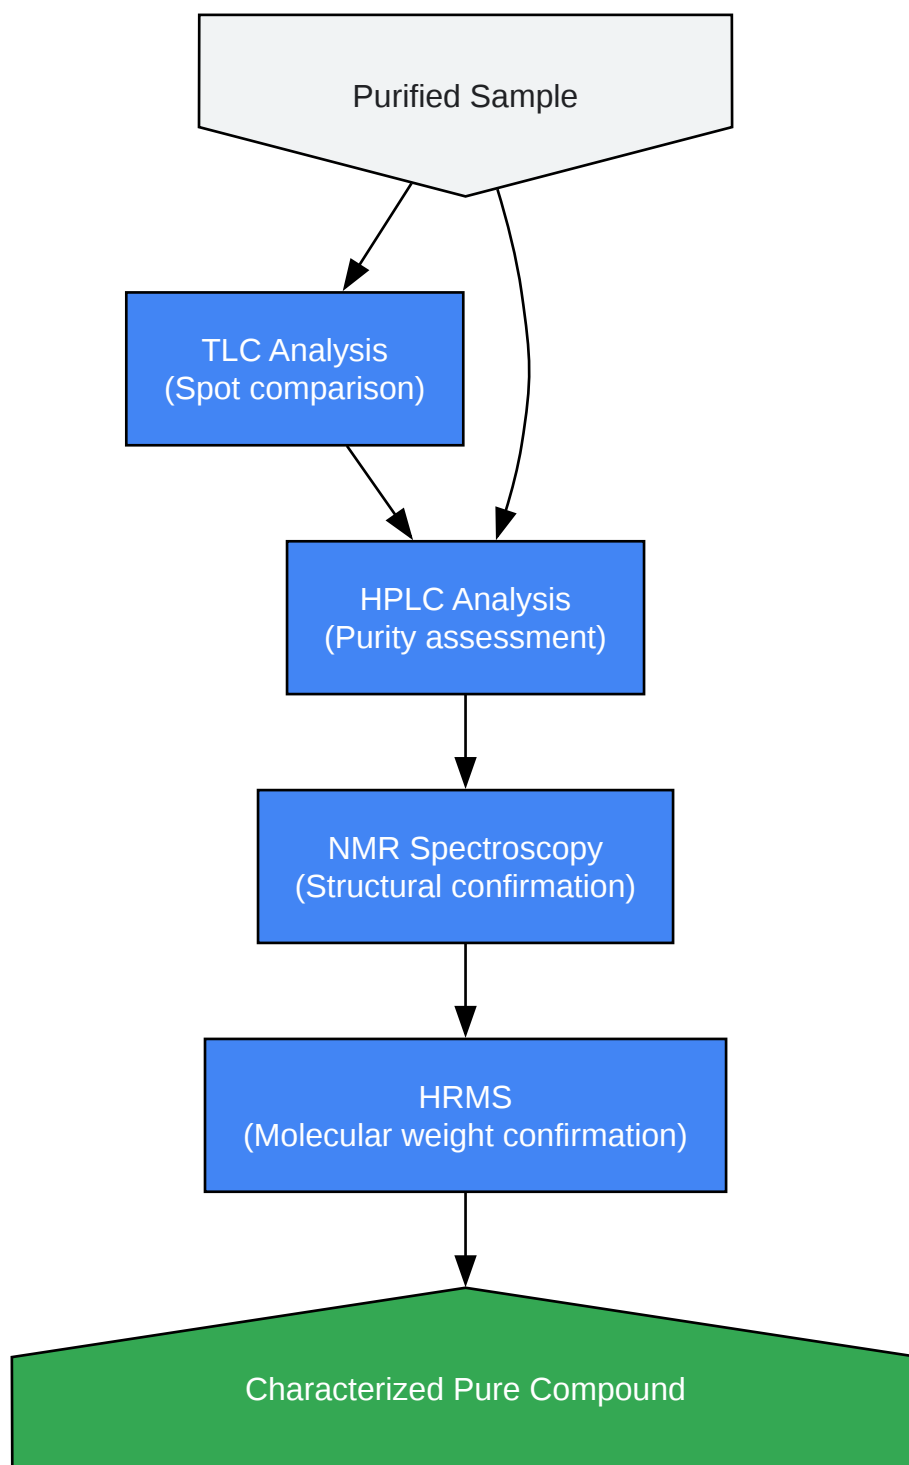 Purified Sample
TLC Analysis
(Spot comparison)
HPLC Analysis
(Purity assessment)
NMR Spectroscopy
(Structural confirmation)
HRMS
(Molecular weight confirmation)
Characterized Pure Compound